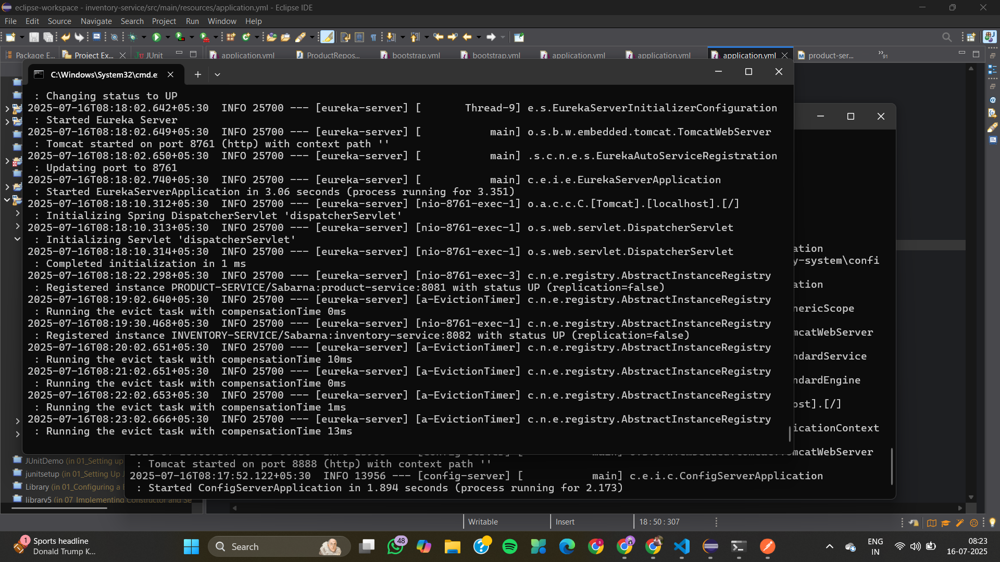 eclipse-workspace - inventory-service/src/main/resources/application.yml - Eclipse IDE
File Edit Source Navigate Search Project Run Window Help
Package E... Project Ex... JUnit application.yml ProductRepos... bootstrap.yml bootstrap.yml application.yml application.yml application.yml product-ser... »91
C:\Windows\System32\cmd.e
: Changing status to UP
2025-07-16T08:18:02.642+05:30 INFO 25700 --- [eureka-server] [ Thread-9] e.s.EurekaServerInitializerConfiguration
: Started Eureka Server
2025-07-16T08:18:02.649+05:30 INFO 25700 --- [eureka-server] [ main] o.s.b.w.embedded.tomcat.TomcatWebServer
: Tomcat started on port 8761 (http) with context path ''
2025-07-16T08:18:02.650+05:30 INFO 25700 --- [eureka-server] [ main] .s.c.n.e.s.EurekaAutoServiceRegistration
: Updating port to 8761
2025-07-16T08:18:02.740+05:30 INFO 25700 --- [eureka-server] [ main] c.e.i.e.EurekaServerApplication
: Started EurekaServerApplication in 3.06 seconds (process running for 3.351)
2025-07-16T08:18:10.312+05:30 INFO 25700 --- [eureka-server] [nio-8761-exec-1] o.a.c.c.C.[Tomcat].[localhost].[/]
: Initializing Spring DispatcherServlet 'dispatcherServlet'
2025-07-16T08:18:10.313+05:30 INFO 25700 --- [eureka-server] [nio-8761-exec-1] o.s.web.servlet.DispatcherServlet
: Initializing Servlet 'dispatcherServlet'
2025-07-16T08:18:10.314+05:30 INFO 25700 --- [eureka-server] [nio-8761-exec-1] o.s.web.servlet.DispatcherServlet
: Completed initialization in 1 ms
2025-07-16T08:18:22.298+05:30 INFO 25700 --- [eureka-server] [nio-8761-exec-3] c.n.e.registry.AbstractInstanceRegistry
: Registered instance PRODUCT-SERVICE/Sabarna:product-service:8081 with status UP (replication=false)
2025-07-16T08:19:02.640+05:30 INFO 25700 --- [eureka-server] [a-EvictionTimer] c.n.e.registry.AbstractInstanceRegistry
: Running the evict task with compensationTime 0ms
2025-07-16T08:19:30.468+05:30 INFO 25700 --- [eureka-server] [nio-8761-exec-1] c.n.e.registry.AbstractInstanceRegistry
: Registered instance INVENTORY-SERVICE/Sabarna:inventory-service:8082 with status UP (replication=false)
2025-07-16T08:20:02.651+05:30 INFO 25700 --- [eureka-server] [a-EvictionTimer] c.n.e.registry.AbstractInstanceRegistry
: Running the evict task with compensationTime 10ms
2025-07-16T08:21:02.651+05:30 INFO 25700 --- [eureka-server] [a-EvictionTimer] c.n.e.registry.AbstractInstanceRegistry
: Running the evict task with compensationTime 0ms
2025-07-16T08:22:02.653+05:30 INFO 25700 --- [eureka-server] [a-EvictionTimer] c.n.e.registry.AbstractInstanceRegistry
: Running the evict task with compensationTime 1ms
2025-07-16T08:23:02.666+05:30 INFO 25700 --- [eureka-server] [a-EvictionTimer] c.n.e.registry.AbstractInstanceRegistry
: Running the evict task with compensationTime 13ms
ation
y-system\confi
ation
nericScope
mcatWebServer
ndardService
ndardEngine
ost].[/]
icationContext
mcatWebServer
: Tomcat started on port 8888 (http) with context path ''
2025-07-16T08:17:52.122+05:30 INFO 13956 --- [config-server] [ main] c.e.i.c.ConfigServerApplication
: Started ConfigServerApplication in 1.894 seconds (process running for 2.173)
JUnitDemo (in 01_Setting up
junitsetup (in 01_Setting Up J
Library (in 01_Configuring a B
library5 (in 07_Implementing Constructor and Se
Writable Insert 18 : 50 : 307
1 Sports headline
Donald Trump K...
Search
48
ENG
IN
08:23
16-07-2025